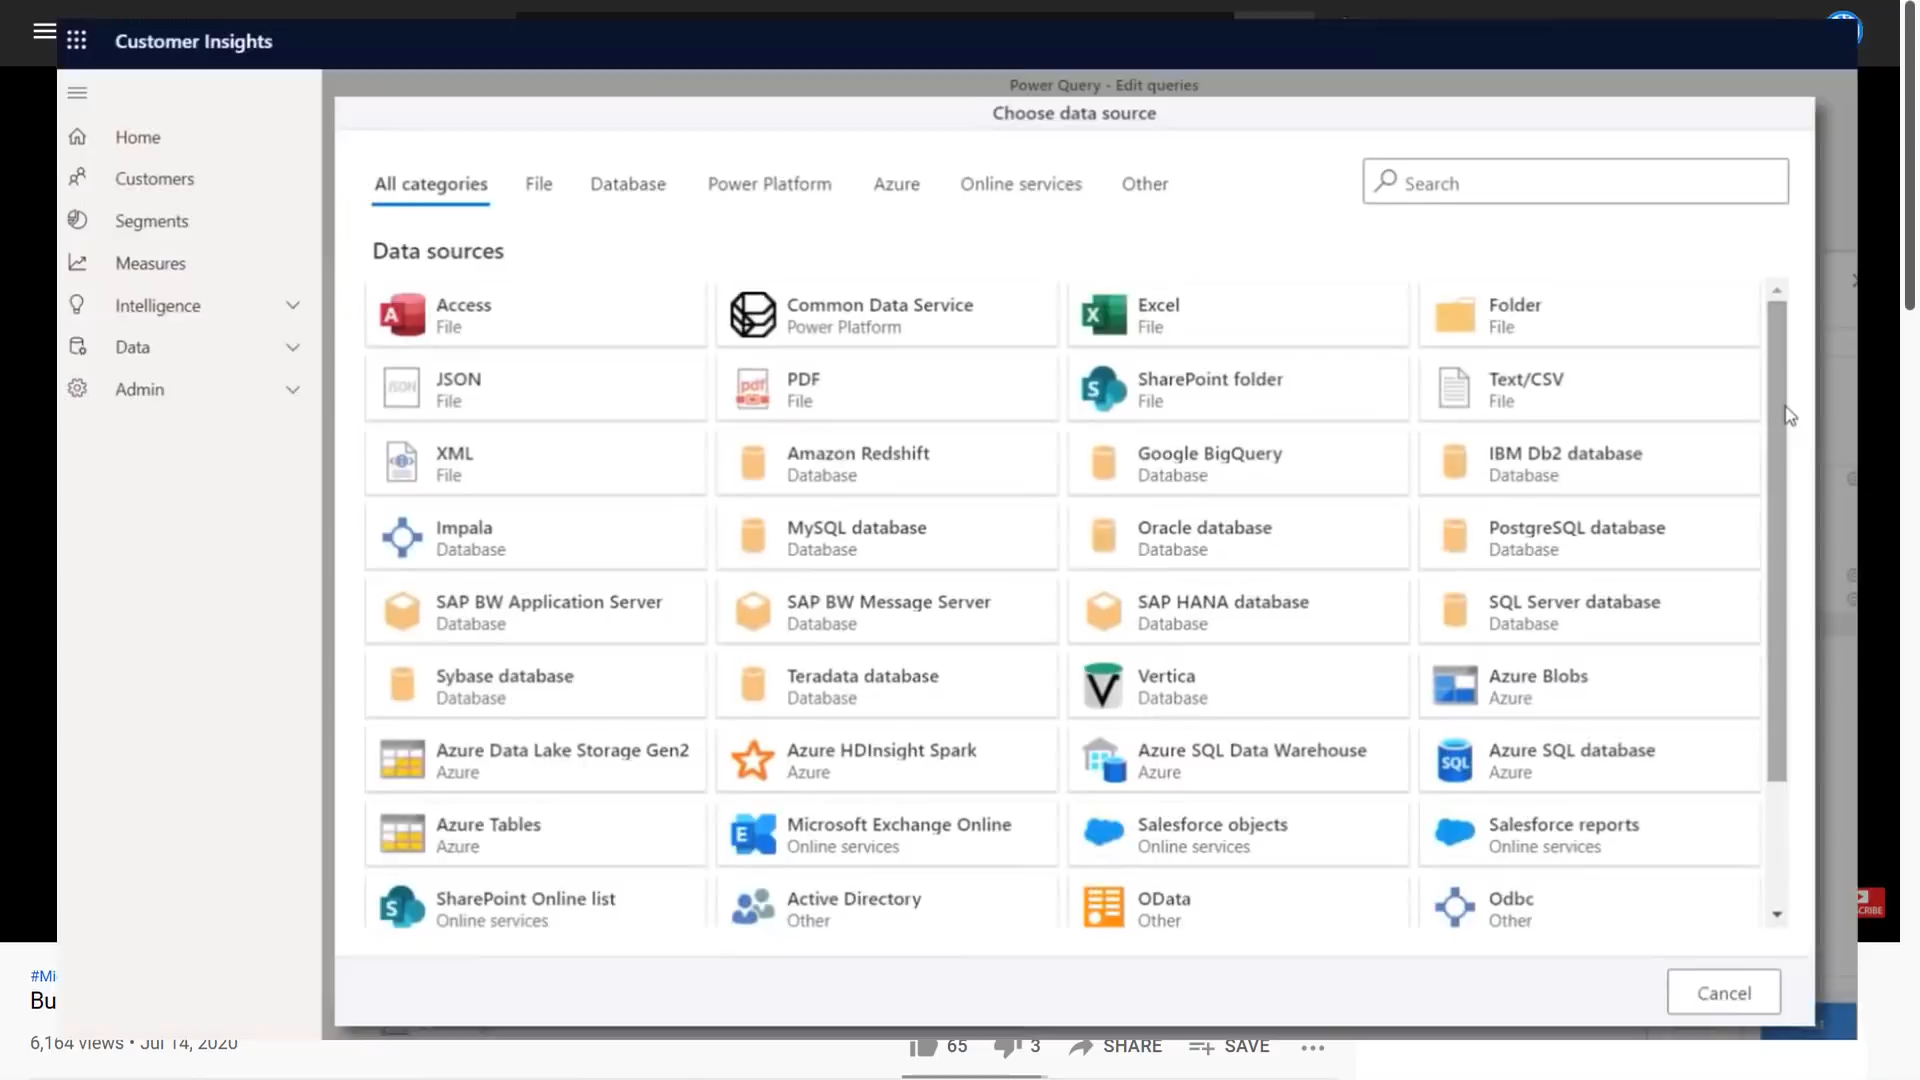 Customer Insights
Power Query - Edit queries
Choose data source
Home
Customers
Segments
Measures
Intelligence
Data
Admin
All categories
File
Database
Power Platform
Azure
Online services
Other
Search
Data sources
Access
File
Common Data Service
Power Platform
Excel
File
Folder
File
JSON
File
PDF
File
SharePoint folder
File
Text/CSV
File
XML
File
Amazon Redshift
Database
Google BigQuery
Database
IBM Db2 database
Database
Impala
Database
MySQL database
Database
Oracle database
Database
PostgreSQL database
Database
SAP BW Application Server
Database
SAP BW Message Server
Database
SAP HANA database
Database
SQL Server database
Database
Sybase database
Database
Teradata database
Database
Vertica
Database
Azure Blobs
Azure
Azure Data Lake Storage Gen2
Azure
Azure HDInsight Spark
Azure
Azure SQL Data Warehouse
Azure
Azure SQL database
Azure
Azure Tables
Azure
Microsoft Exchange Online
Online services
Salesforce objects
Online services
Salesforce reports
Online services
SharePoint Online list
Online services
Active Directory
Other
OData
Other
Odbc
Other
Cancel
#Mi
Bu
6,164 views • Jul 14, 2020
65
3
SHARE
SAVE